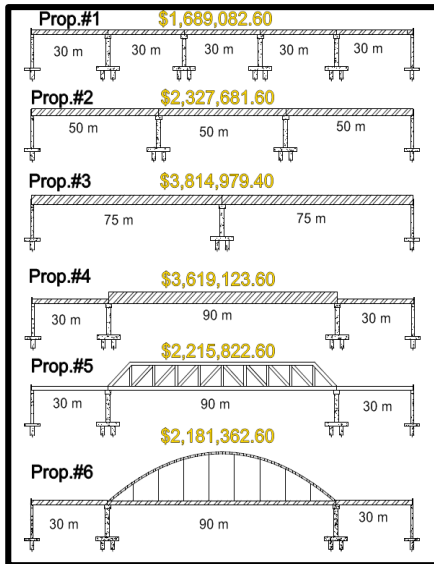 Prop.#1 $1,689,082.60
30 m 30 m 30 m 30 m 30 m
Prop.#2 $2,327,681.60
50 m 50 m 50 m
Prop.#3 $3,814,979.40
75 m 75 m
Prop.#4 $3,619,123.60
30 m 90 m 30 m
Prop.#5 $2,215,822.60
30 m 90 m 30 m
$2,181,362.60
Prop.#6
30 m 90 m 30 m